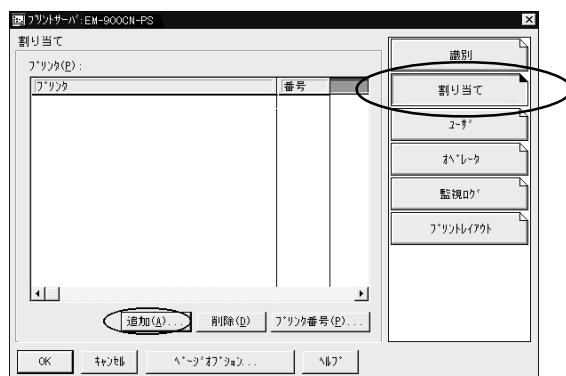 ﾌﾟﾘﾝﾄｻｰﾊﾞ:EM-900CN-PS
割り当て
ﾌﾟﾘﾝﾀ(P):
ﾌﾟﾘﾝﾀ 番号
追加(A)... 削除(D) ﾌﾟﾘﾝﾀ番号(P)...
OK ｷｬﾝｾﾙ ﾍﾟｰｼﾞｵﾌﾟｼｮﾝ... ﾍﾙﾌﾟ
識別
割り当て
ﾕｰｻﾞ
ｵﾍﾟﾚｰﾀ
監視ﾛｸﾞ
ﾌﾟﾘﾝﾄﾚｲｱｳﾄ